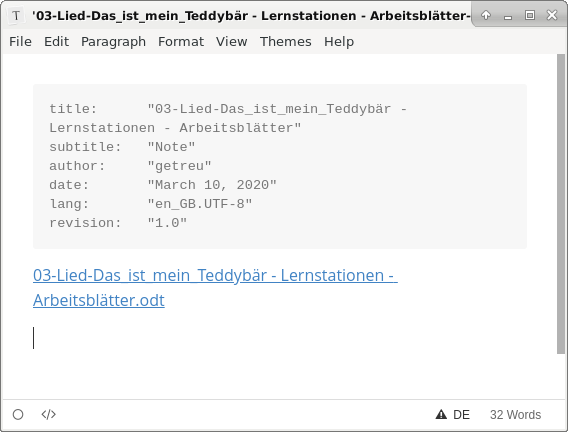 T '03-Lied-Das_ist_mein_Teddybär - Lernstationen - Arbeitsblätter-
File Edit Paragraph Format View Themes Help
title: "03-Lied-Das_ist_mein_Teddybär -
Lernstationen - Arbeitsblätter"
subtitle: "Note"
author: "getreu"
date: "March 10, 2020"
lang: "en_GB.UTF-8"
revision: "1.0"
03-Lied-Das_ist_mein_Teddybär - Lernstationen -
Arbeitsblätter.odt
</> DE 32 Words